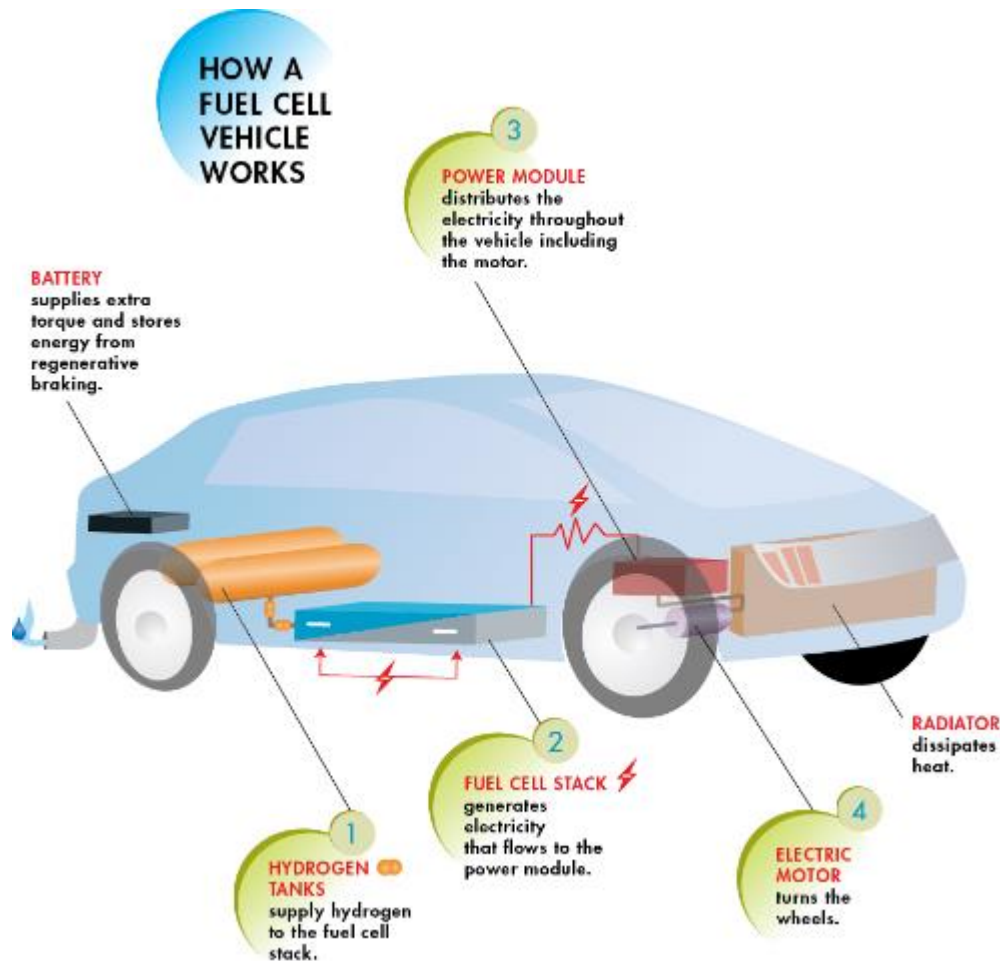 HOW A
FUEL CELL
VEHICLE
WORKS
3
POWER MODULE
distributes the
electricity throughout
the vehicle including
the motor.
BATTERY
supplies extra
torque and stores
energy from
regenerative
braking.
RADIATOR
dissipates
heat.
2
FUEL CELL STACK
generates
electricity
that flows to the
power module.
4
ELECTRIC
MOTOR
turns the
wheels.
1
HYDROGEN
TANKS
supply hydrogen
to the fuel cell
stack.